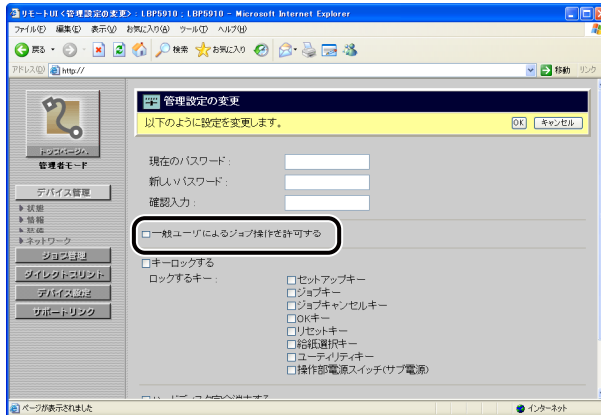 リモートUI <管理設定の変更> : LBP5910 ; LBP5910 - Microsoft Internet Explorer
ファイル(F) 編集(E) 表示(V) お気に入り(A) ツール(T) ヘルプ(H)
戻る 検索 お気に入り
アドレス(D) http:// 移動 リンク
管理設定の変更
以下のように設定を変更します。 OK キャンセル
トップページへ
管理者モード
デバイス管理
状態
情報
ネットワーク
ジョブ管理
ダイレクトプリント
デバイス設定
サポートリンク
現在のパスワード :
新しいパスワード :
確認入力 :
一般ユーザによるジョブ操作を許可する
キーロックする
ロックするキー :
セットアップキー
ジョブキー
ジョブキャンセルキー
OKキー
リセットキー
給紙選択キー
ユーティリティキー
操作部電源スイッチ(サブ電源)
ページが表示されました インターネット